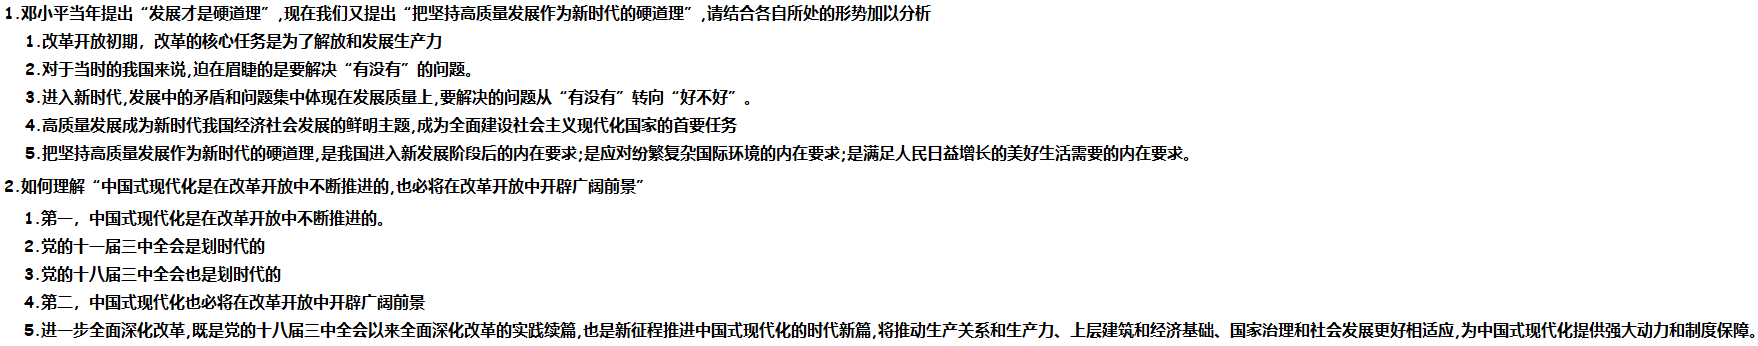 1.邓小平当年提出“发展才是硬道理”,现在我们又提出“把坚持高质量发展作为新时代的硬道理”,请结合各自所处的形势加以分析
1.改革开放初期，改革的核心任务是为了解放和发展生产力
2.对于当时的我国来说,迫在眉睫的是要解决“有没有”的问题。
3.进入新时代,发展中的矛盾和问题集中体现在发展质量上,要解决的问题从“有没有”转向“好不好”。
4.高质量发展成为新时代我国经济社会发展的鲜明主题,成为全面建设社会主义现代化国家的首要任务
5.把坚持高质量发展作为新时代的硬道理,是我国进入新发展阶段后的内在要求;是应对纷繁复杂国际环境的内在要求;是满足人民日益增长的美好生活需要的内在要求。
2.如何理解“中国式现代化是在改革开放中不断推进的,也必将在改革开放中开辟广阔前景”
1.第一，中国式现代化是在改革开放中不断推进的。
2.党的十一届三中全会是划时代的
3.党的十八届三中全会也是划时代的
4.第二，中国式现代化也必将在改革开放中开辟广阔前景
5.进一步全面深化改革,既是党的十八届三中全会以来全面深化改革的实践续篇,也是新征程推进中国式现代化的时代新篇,将推动生产关系和生产力、上层建筑和经济基础、国家治理和社会发展更好相适应,为中国式现代化提供强大动力和制度保障。